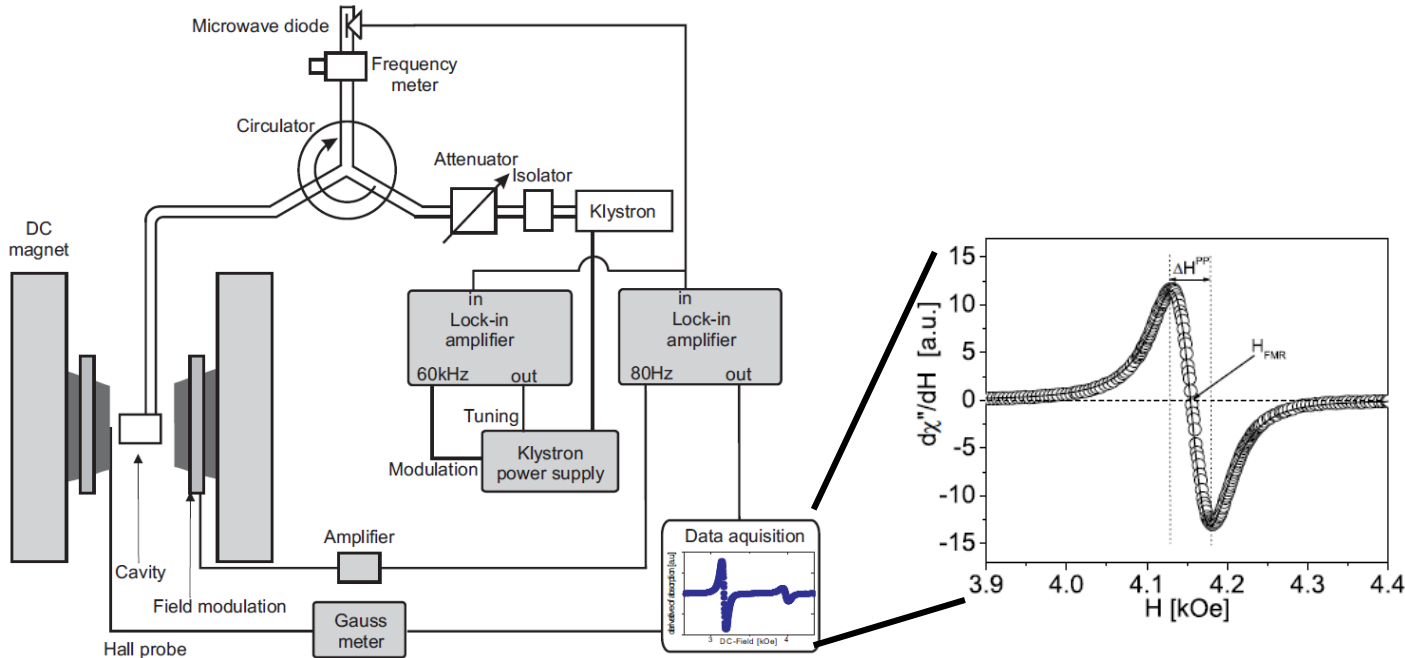 Microwave diode
Frequency
meter
Circulator
Attenuator
Isolator
Klystron
DC
magnet
in
Lock-in
amplifier
60kHz
out
in
Lock-in
amplifier
80Hz
out
Tuning
Modulation
Klystron
power supply
Amplifier
Cavity
Field modulation
Hall probe
Gauss
meter
Data aquisition
derivative of absorption [a.u.]
3
4
DC-Field [kOe]
15
10
5
0
-5
-10
-15
dχ"/dH [a.u.]
ΔH^PP
H_FMR
3.9
4.0
4.1
4.2
4.3
4.4
H [kOe]